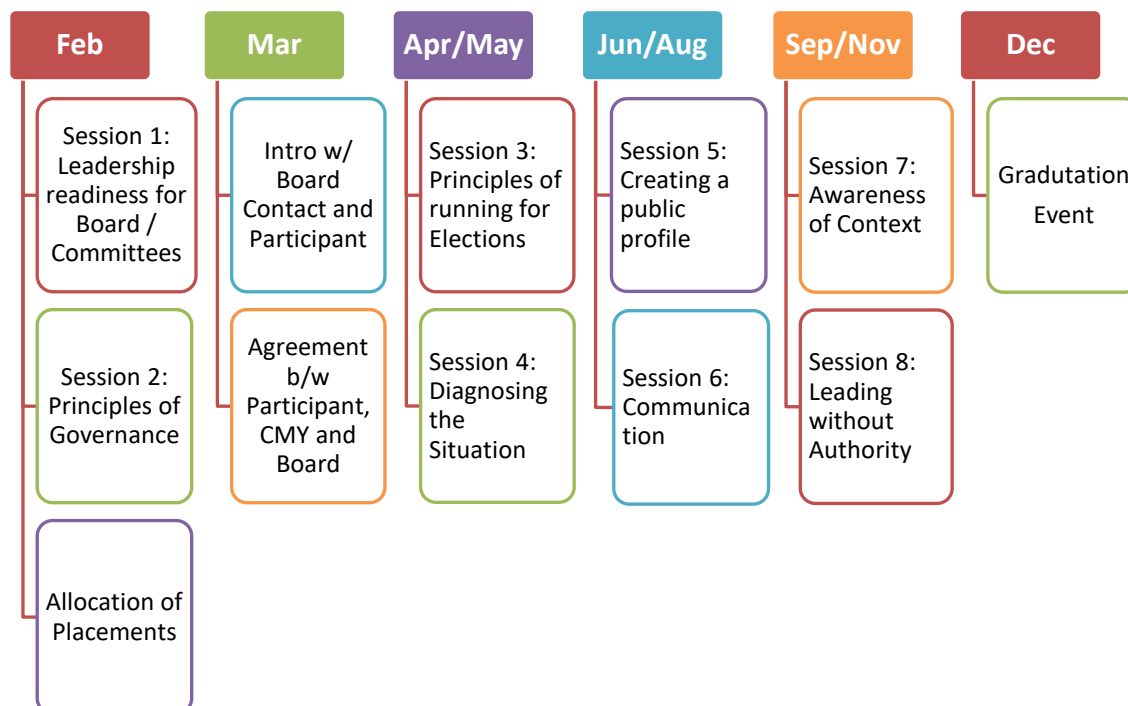 Feb
Session 1:
Leadership
readiness for
Board /
Committees
Session 2:
Principles of
Governance
Allocation of
Placements
Mar
Intro w/
Board
Contact and
Participant
Agreement
b/w
Participant,
CMY and
Board
Apr/May
Session 3:
Principles of
running for
Elections
Session 4:
Diagnosing
the
Situation
Jun/Aug
Session 5:
Creating a
public
profile
Session 6:
Communica
tion
Sep/Nov
Session 7:
Awareness
of Context
Session 8:
Leading
without
Authority
Dec
Gradutation
Event